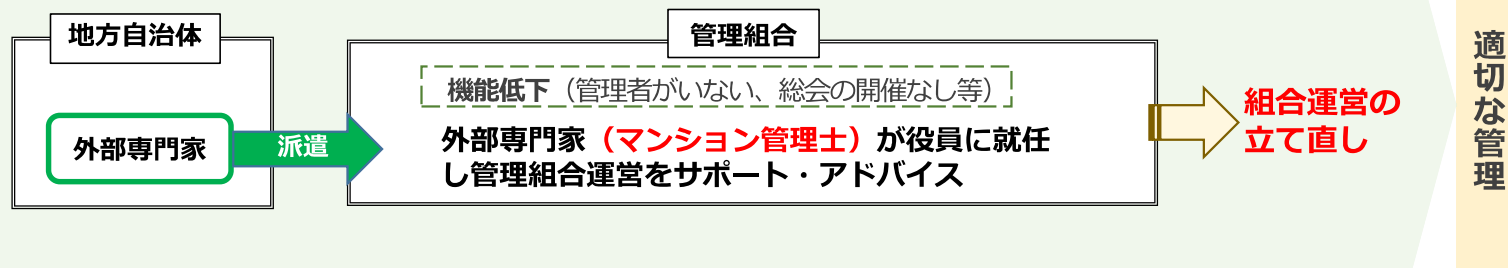 地方自治体
外部専門家
派遣
管理組合
機能低下（管理者がいない、総会の開催なし等）
外部専門家（マンション管理士）が役員に就任
し管理組合運営をサポート・アドバイス
組合運営の
立て直し
適切な管理